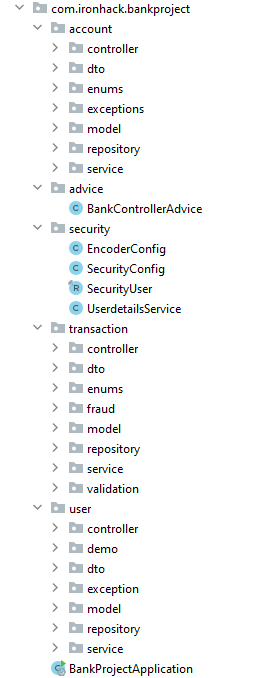 com.ironhack.bankproject
account
controller
dto
enums
exceptions
model
repository
service
advice
BankControllerAdvice
security
EncoderConfig
SecurityConfig
SecurityUser
UserdetailsService
transaction
controller
dto
enums
fraud
model
repository
service
validation
user
controller
demo
dto
exception
model
repository
service
BankProjectApplication